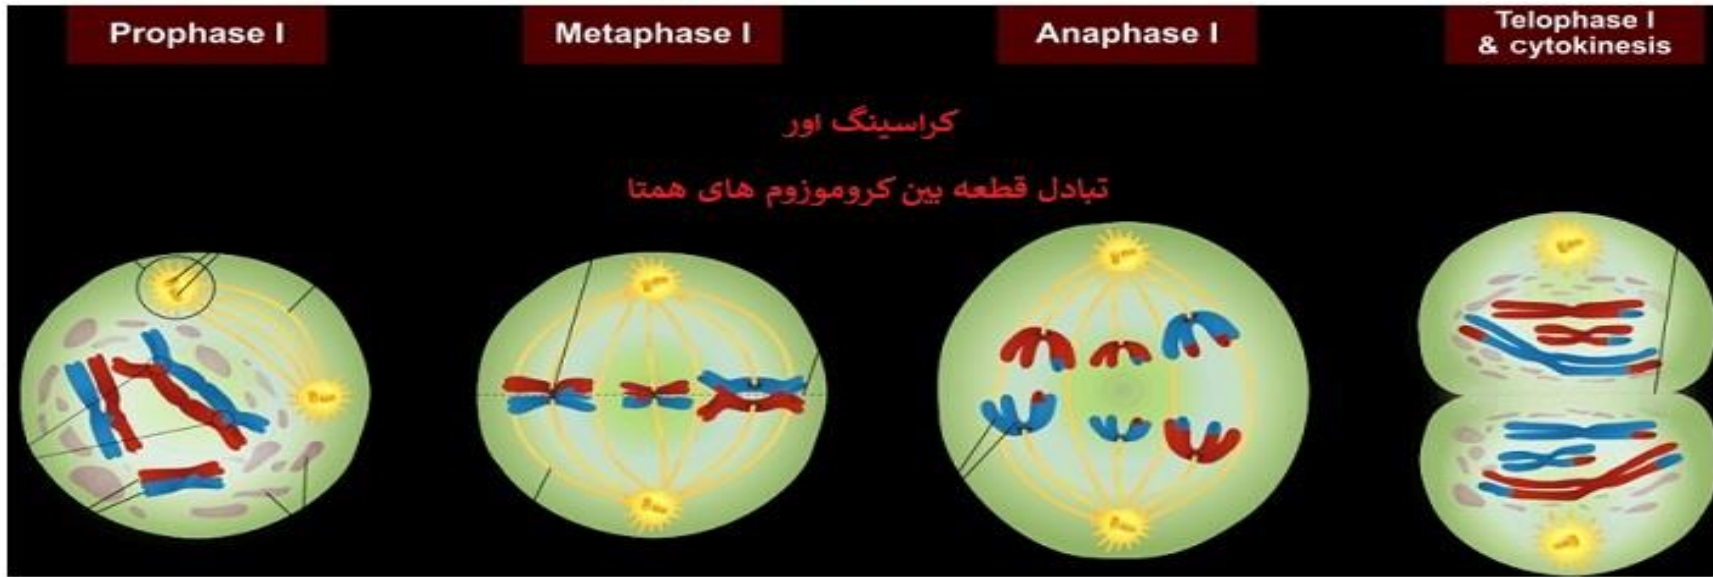 Prophase I
Metaphase I
Anaphase I
Telophase I
& cytokinesis
کراسینگ اور
تبادل قطعه بین کروموزوم های همتا